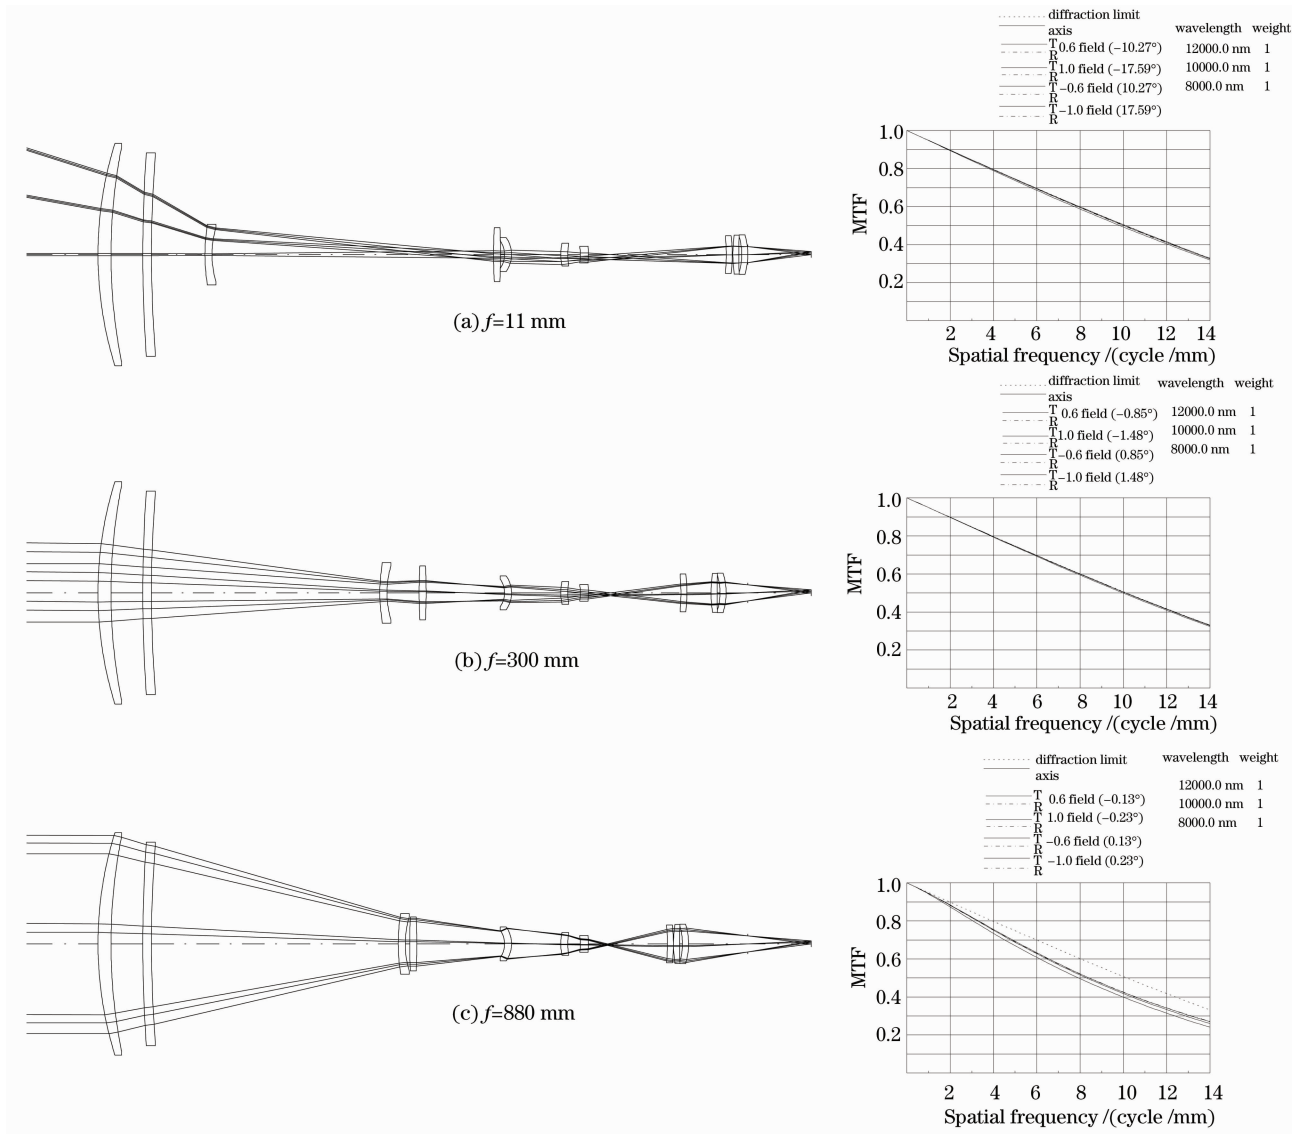 diffraction limit
axis
wavelength weight
T 0.6 field (−10.27°)
R
12000.0 nm 1
T 1.0 field (−17.59°)
R
10000.0 nm 1
T −0.6 field (10.27°)
R
8000.0 nm 1
T −1.0 field (17.59°)
R
1.0
0.8
0.6
0.4
0.2
MTF
2 4 6 8 10 12 14
Spatial frequency /(cycle /mm)
(a) f=11 mm
diffraction limit
axis
wavelength weight
T 0.6 field (−0.85°)
R
12000.0 nm 1
T 1.0 field (−1.48°)
R
10000.0 nm 1
T −0.6 field (0.85°)
R
8000.0 nm 1
T −1.0 field (1.48°)
R
1.0
0.8
0.6
0.4
0.2
MTF
2 4 6 8 10 12 14
Spatial frequency /(cycle /mm)
(b) f=300 mm
diffraction limit
axis
wavelength weight
12000.0 nm 1
T 0.6 field (−0.13°)
R
10000.0 nm 1
T 1.0 field (−0.23°)
R
8000.0 nm 1
T −0.6 field (0.13°)
R
T −1.0 field (0.23°)
R
1.0
0.8
0.6
0.4
0.2
MTF
2 4 6 8 10 12 14
Spatial frequency /(cycle /mm)
(c) f=880 mm